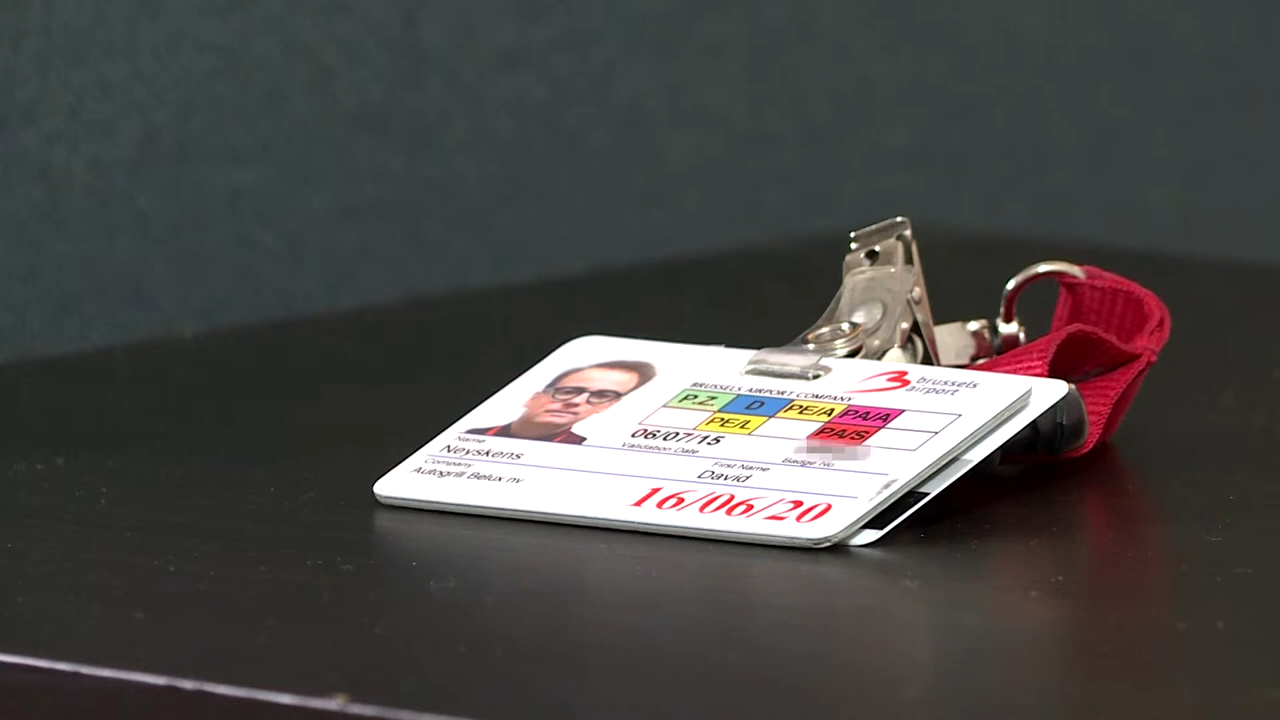 brussels
airport
BRUSSELS AIRPORT COMPANY
P.Z. D PE/A PA/A
PE/L PA/S
06/07/15
Validation Date Badge No
Name
Neyskens
First Name
David
Company
Autogrill Belux nv
16/06/20